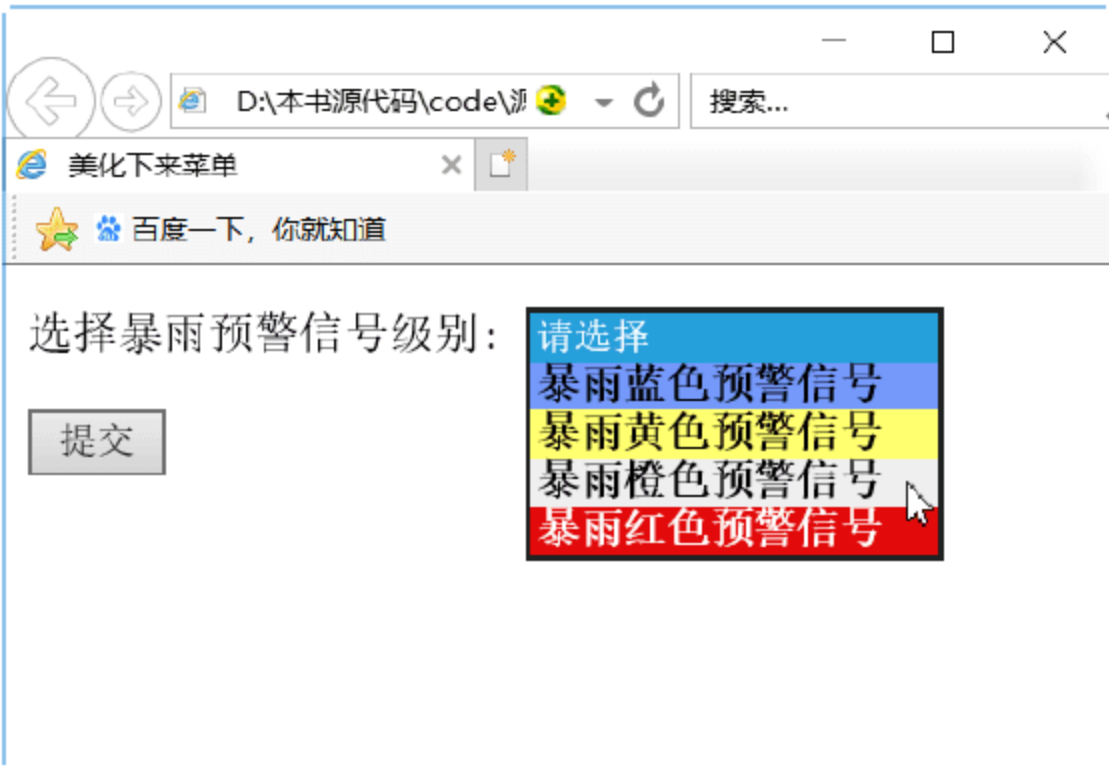 D:\本书源代码\code\源
搜索...
美化下来菜单
百度一下，你就知道
选择暴雨预警信号级别：
请选择
暴雨蓝色预警信号
暴雨黄色预警信号
暴雨橙色预警信号
暴雨红色预警信号
提交